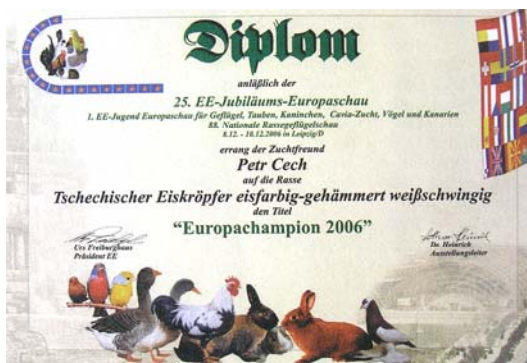 Diplom
anläßlich der
25. EE-Jubiläums-Europaschau
1. EE-Jugend Europaschau für Geflügel, Tauben, Kaninchen, Cavia-Zucht, Vögel und Kanarien
88. Nationale Rassegeflügelschau
8.12. - 10.12.2006 in Leipzig/D
errang der Zuchtfreund
Petr Cech
auf die Rasse
Tschechischer Eiskröpfer eisfarbig-gehämmert weißschwingig
den Titel
"Europachampion 2006"
Urs Freiburghaus
Präsident EE
Dr. Heinrich
Ausstellungsleiter